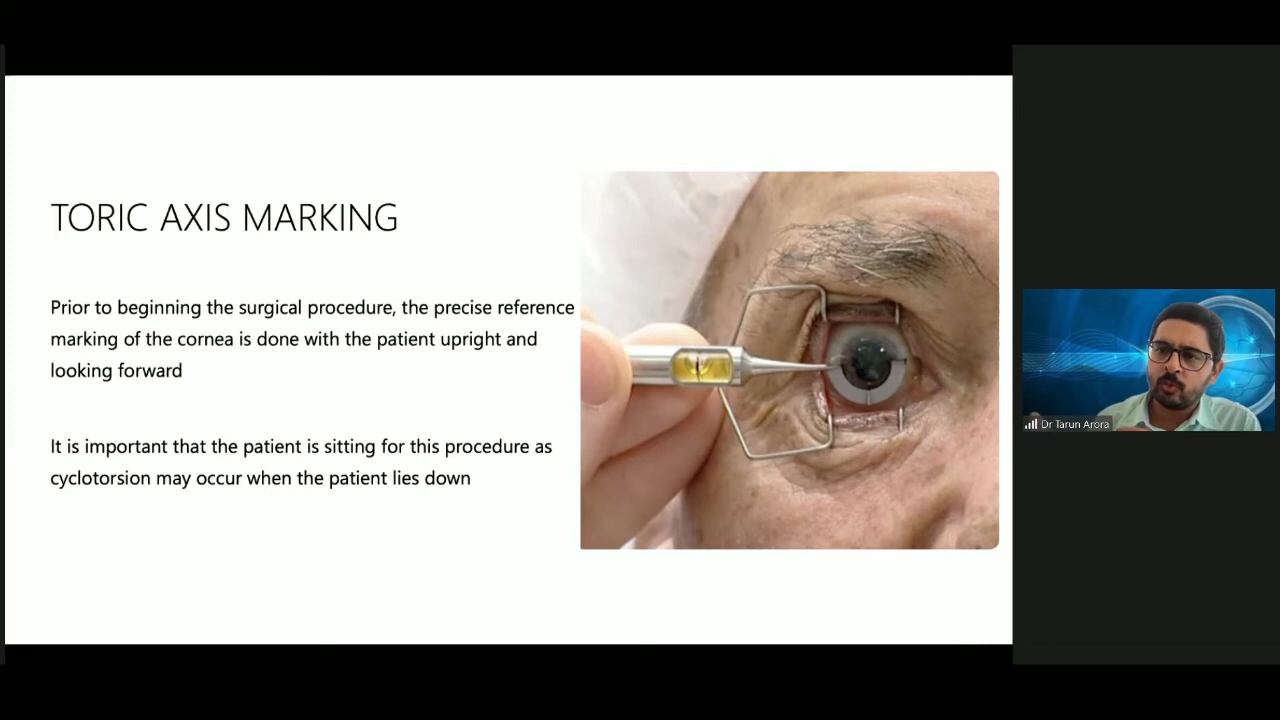 TORIC AXIS MARKING
Prior to beginning the surgical procedure, the precise reference
marking of the cornea is done with the patient upright and
looking forward
It is important that the patient is sitting for this procedure as
cyclotorsion may occur when the patient lies down
Dr Tarun Arora